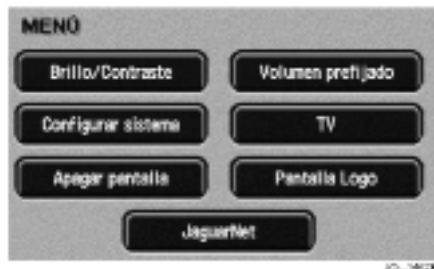 MENÚ
Brillo/Contraste
Volumen prefijado
Configurar sistema
TV
Apagar pantalla
Pantalla Logo
JaguarNet